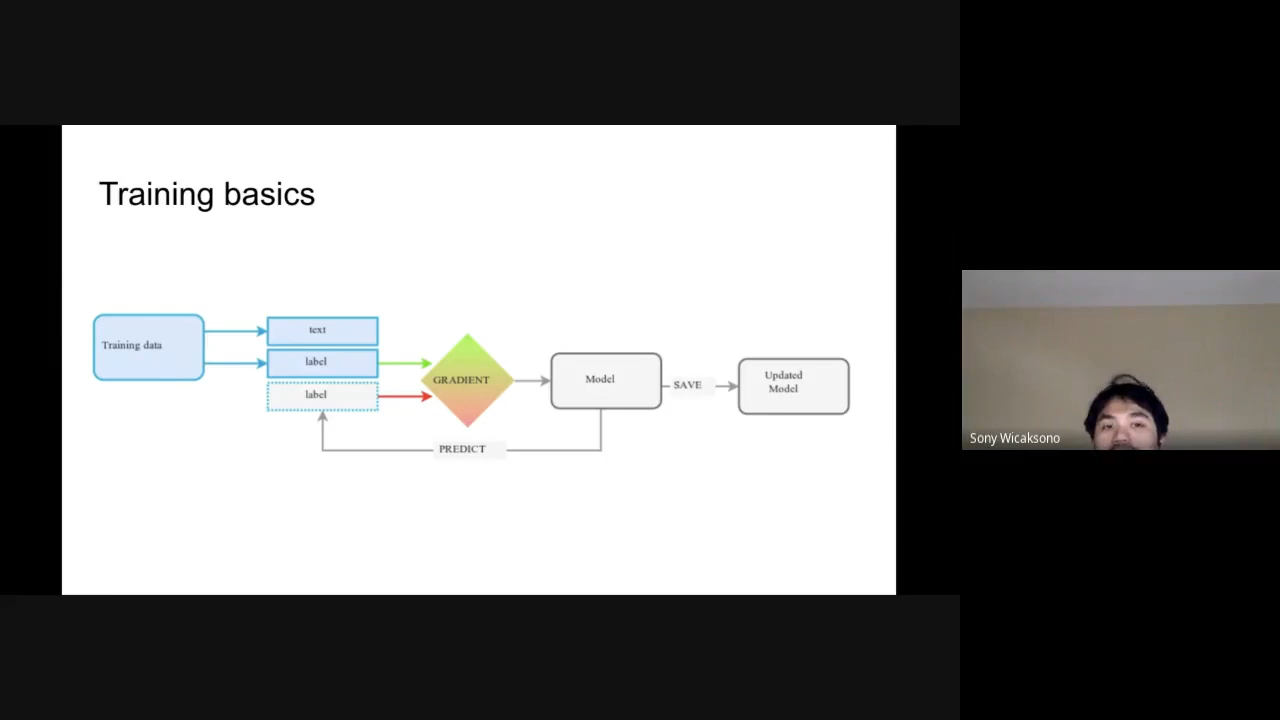 Training basics
Training data
text
label
label
GRADIENT
Model
SAVE
Updated
Model
PREDICT
Sony Wicaksono